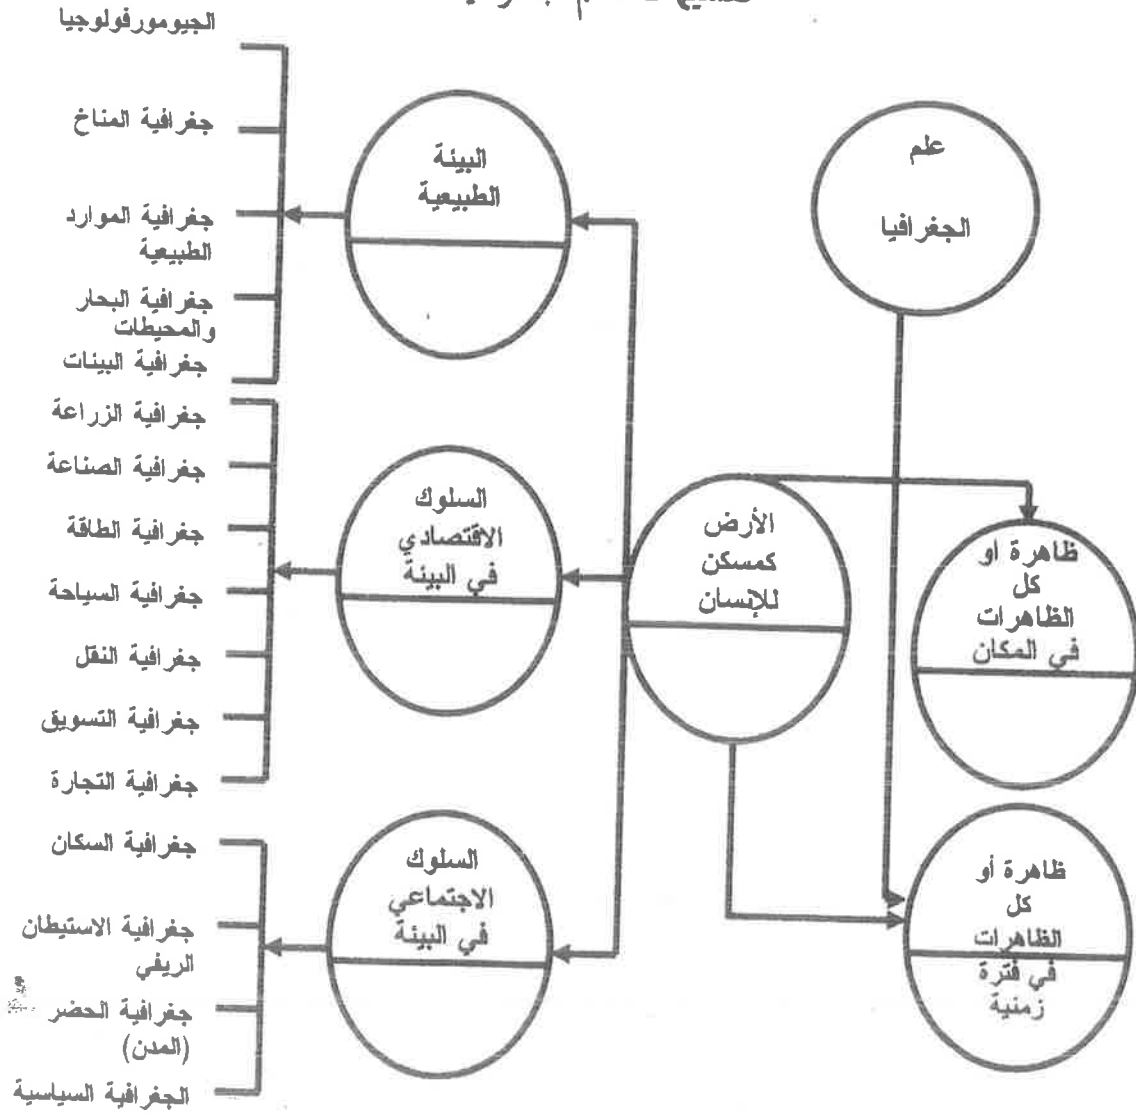 علم
الجغرافيا
ظاهرة او
كل
الظاهرات
في المكان
ظاهرة أو
كل
الظاهرات
في فترة
زمنية
الأرض
كمسكن
للإنسان
البيئة
الطبيعية
السلوك
الاقتصادي
في البيئة
السلوك
الاجتماعي
في البيئة
الجيومورفولوجيا
جغرافية المناخ
جغرافية الموارد
الطبيعية
جغرافية البحار
والمحيطات
جغرافية البيئات
جغرافية الزراعة
جغرافية الصناعة
جغرافية الطاقة
جغرافية السياحة
جغرافية النقل
جغرافية التسويق
جغرافية التجارة
جغرافية السكان
جغرافية الاستيطان
الريفي
جغرافية الحضر
(المدن)
الجغرافية السياسية